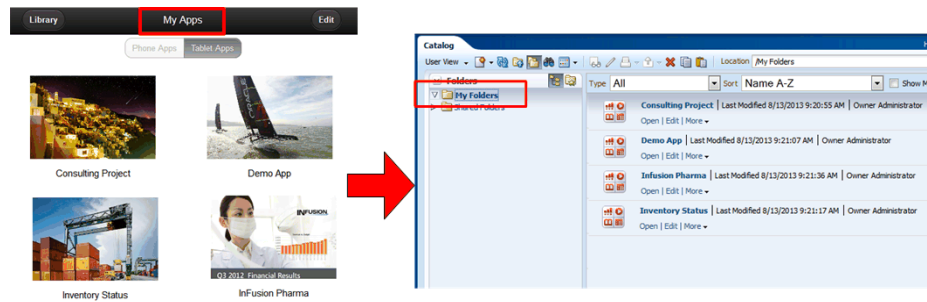 Library
My Apps
Edit
Phone Apps
Tablet Apps
Consulting Project
Demo App
INFUSION
Q3 2012 Financial Results
Inventory Status
InFusion Pharma
Catalog
User View
Location /My Folders
Folders
My Folders
Shared Folders
Type All Sort Name A-Z Show M
Consulting Project | Last Modified 8/13/2013 9:20:55 AM | Owner Administrator
Open | Edit | More
Demo App | Last Modified 8/13/2013 9:21:07 AM | Owner Administrator
Open | Edit | More
Infusion Pharma | Last Modified 8/13/2013 9:21:36 AM | Owner Administrator
Open | Edit | More
Inventory Status | Last Modified 8/13/2013 9:21:17 AM | Owner Administrator
Open | Edit | More